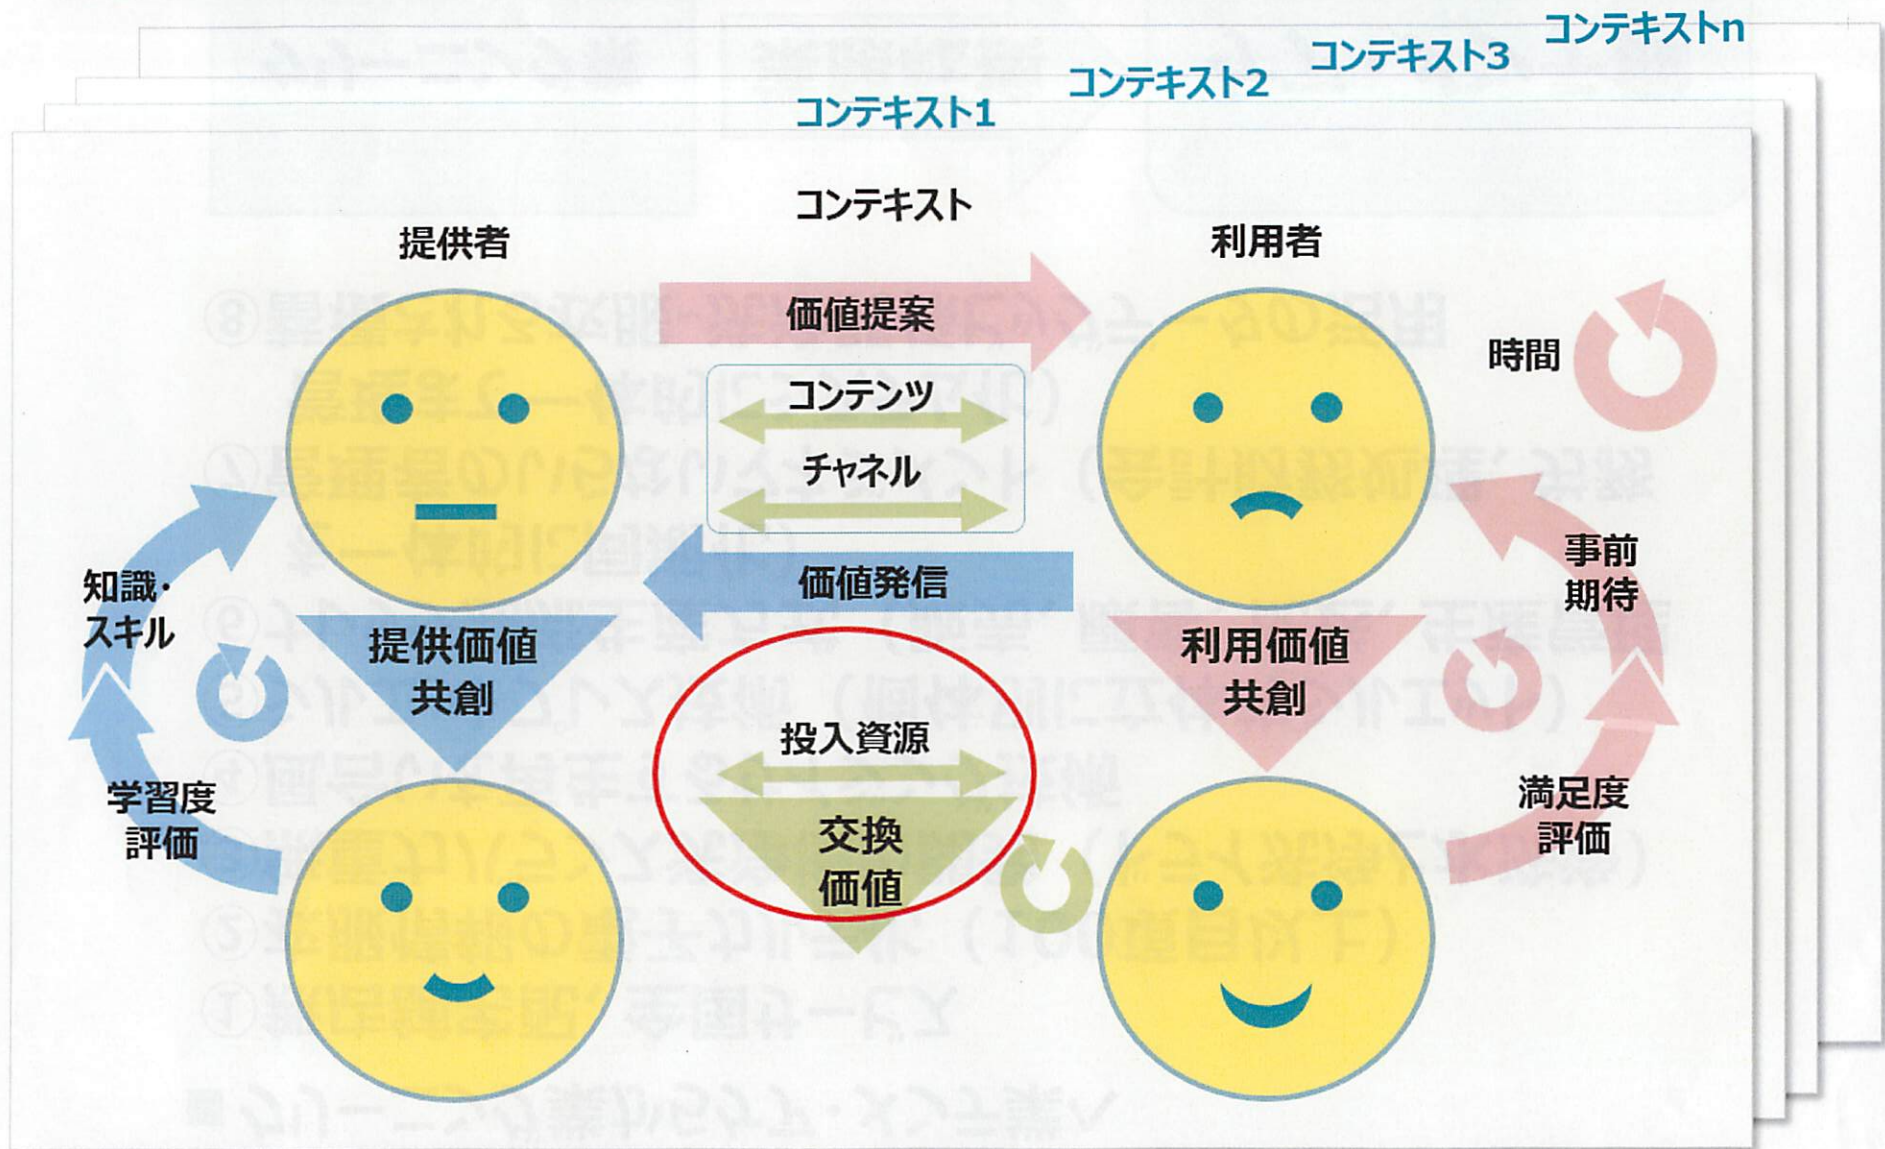 コンテキストn
コンテキスト3
コンテキスト2
コンテキスト1
コンテキスト
提供者
利用者
価値提案
時間
コンテンツ
チャネル
価値発信
知識・
スキル
事前
期待
提供価値
共創
利用価値
共創
投入資源
学習度
評価
交換
価値
満足度
評価